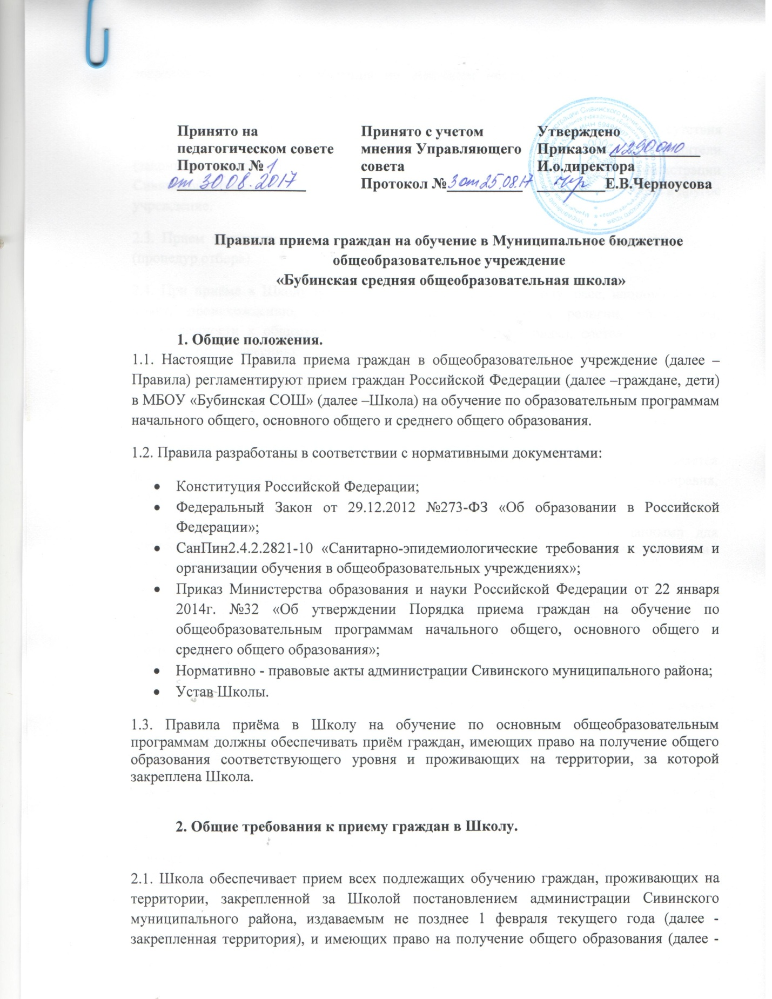 Принято на
педагогическом совете
Протокол № 1
от 30.08.2017
Принято с учетом
мнения Управляющего
совета
Протокол № 3 от 25.08.17
Утверждено
Приказом №290 ото
И.о.директора
Е.В.Черноусова
Правила приема граждан на обучение в Муниципальное бюджетное
общеобразовательное учреждение
«Бубинская средняя общеобразовательная школа»
1. Общие положения.
1.1. Настоящие Правила приема граждан в общеобразовательное учреждение (далее –
Правила) регламентируют прием граждан Российской Федерации (далее –граждане, дети)
в МБОУ «Бубинская СОШ» (далее –Школа) на обучение по образовательным программам
начального общего, основного общего и среднего общего образования.
1.2. Правила разработаны в соответствии с нормативными документами:
• Конституция Российской Федерации;
• Федеральный Закон от 29.12.2012 №273-ФЗ «Об образовании в Российской
Федерации»;
• СанПин2.4.2.2821-10 «Санитарно-эпидемиологические требования к условиям и
организации обучения в общеобразовательных учреждениях»;
• Приказ Министерства образования и науки Российской Федерации от 22 января
2014г. №32 «Об утверждении Порядка приема граждан на обучение по
общеобразовательным программам начального общего, основного общего и
среднего общего образования»;
• Нормативно - правовые акты администрации Сивинского муниципального района;
• Устав Школы.
1.3. Правила приёма в Школу на обучение по основным общеобразовательным
программам должны обеспечивать приём граждан, имеющих право на получение общего
образования соответствующего уровня и проживающих на территории, за которой
закреплена Школа.
2. Общие требования к приему граждан в Школу.
2.1. Школа обеспечивает прием всех подлежащих обучению граждан, проживающих на
территории, закрепленной за Школой постановлением администрации Сивинского
муниципального района, издаваемым не позднее 1 февраля текущего года (далее -
закрепленная территория), и имеющих право на получение общего образования (далее -